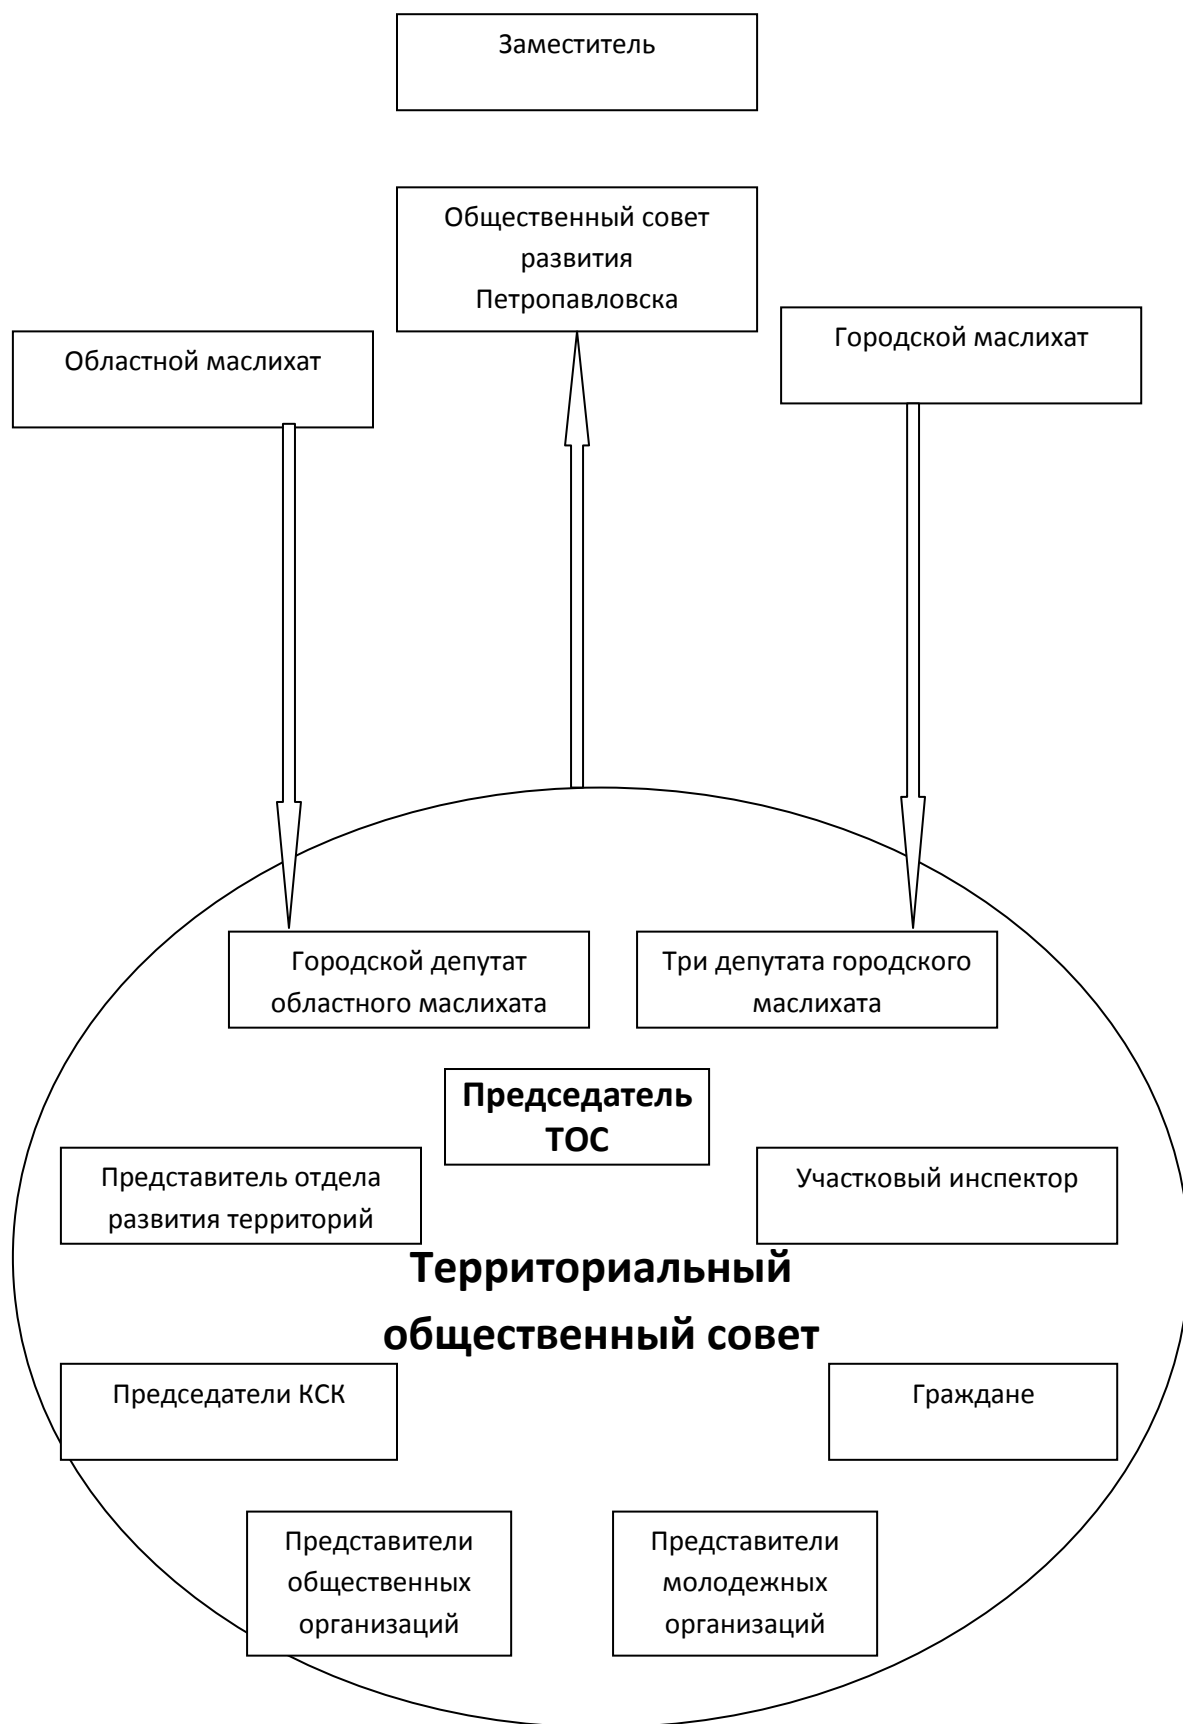 Заместитель
Общественный совет
развития
Петропавловска
Областной маслихат
Городской маслихат
Городской депутат
областного маслихата
Три депутата городского
маслихата
Председатель
ТОС
Представитель отдела
развития территорий
Участковый инспектор
Территориальный
общественный совет
Председатели КСК
Граждане
Представители
общественных
организаций
Представители
молодежных
организаций